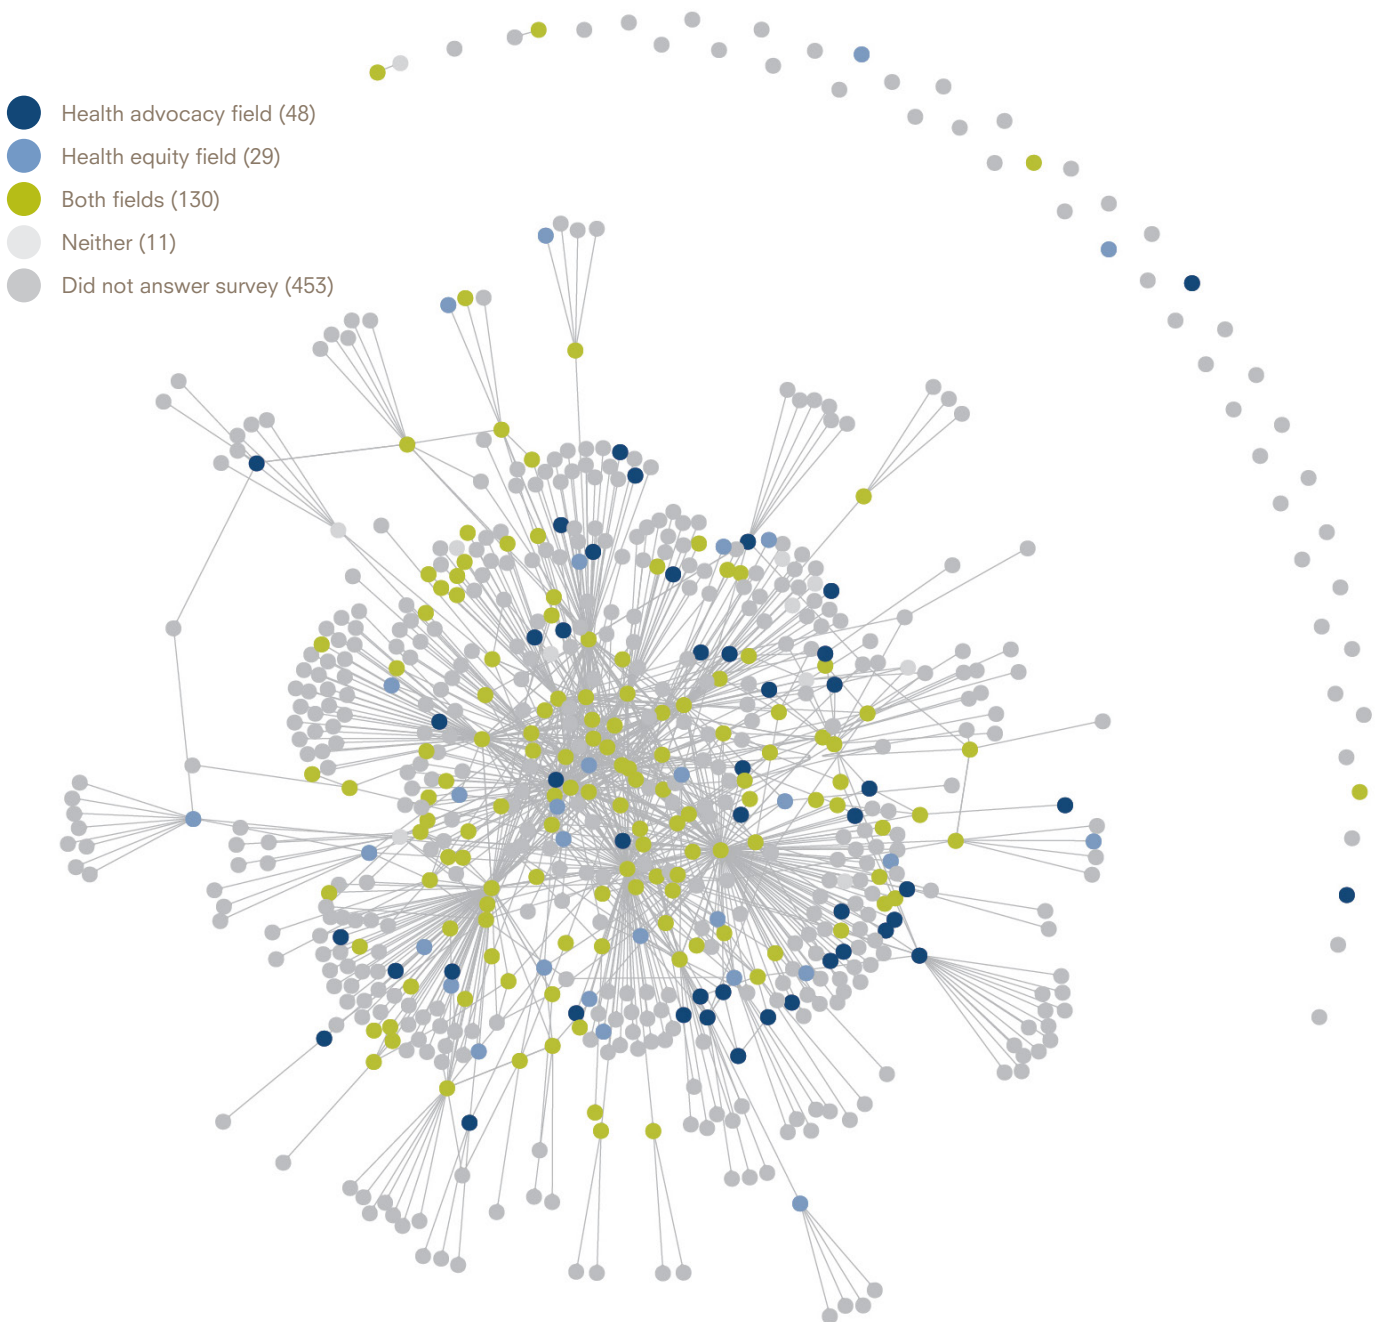 Health advocacy field (48)
Health equity field (29)
Both fields (130)
Neither (11)
Did not answer survey (453)